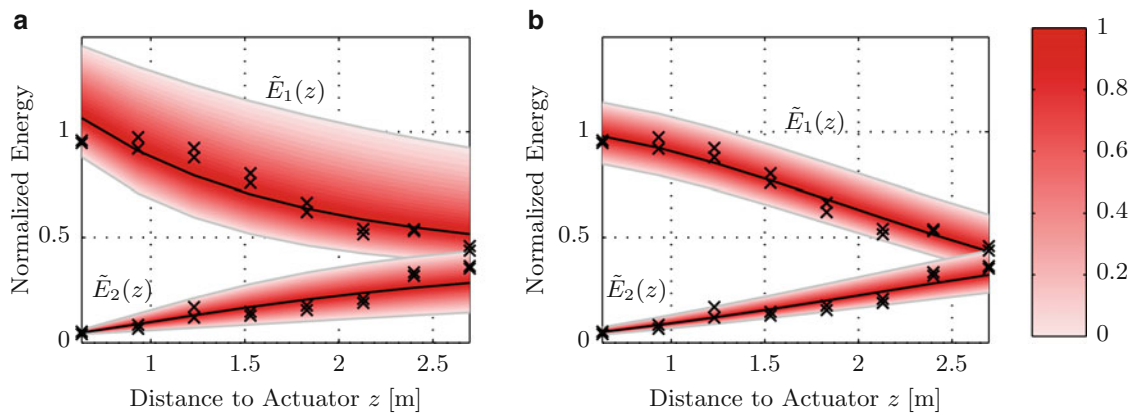 a
Normalized Energy
1
0.5
0
Ẽ₁(z)
Ẽ₂(z)
1 1.5 2 2.5
Distance to Actuator z [m]
b
Normalized Energy
1
0.5
0
Ẽ₁(z)
Ẽ₂(z)
1 1.5 2 2.5
Distance to Actuator z [m]
1
0.8
0.6
0.4
0.2
0